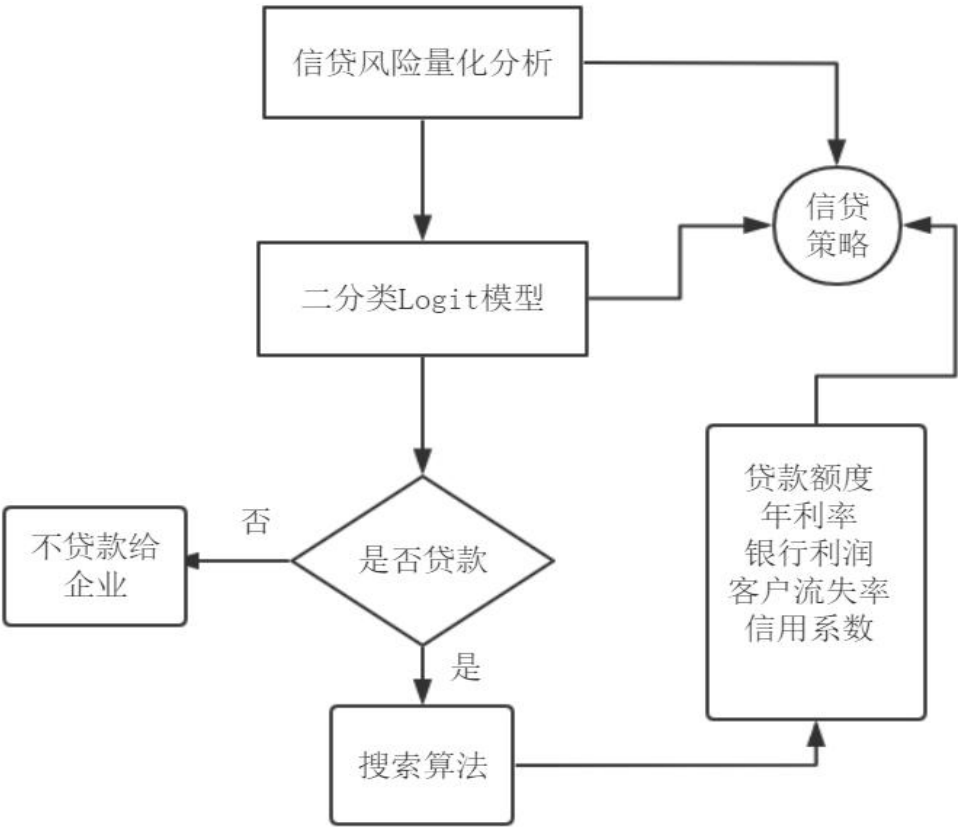 信贷风险量化分析
信贷
策略
二分类Logit模型
否
不贷款给
企业
是否贷款
是
搜索算法
贷款额度
年利率
银行利润
客户流失率
信用系数